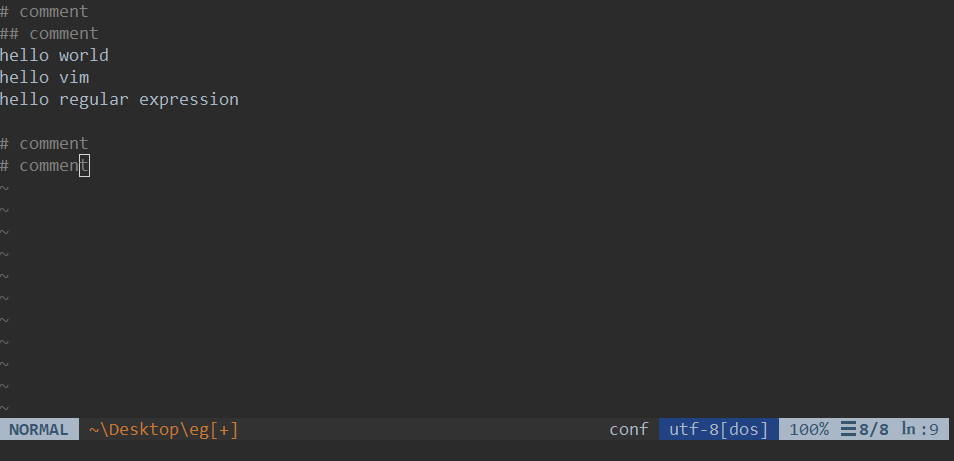 # comment
## comment
hello world
hello vim
hello regular expression
# comment
# comment
~
~
~
~
~
~
~
~
~
~
~
NORMAL ~\Desktop\eg[+] conf utf-8[dos] 100% ☰8/8 ㏑:9